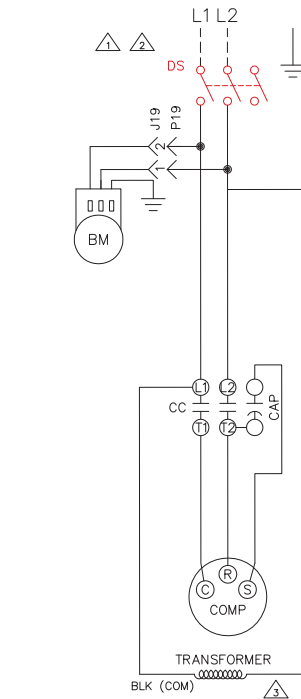 L1 L2
1 2
DS
J19
P19
2
1
BM
L1 L2
CC
CAP
T1 T2
R
C S
COMP
TRANSFORMER
BLK (COM)
3